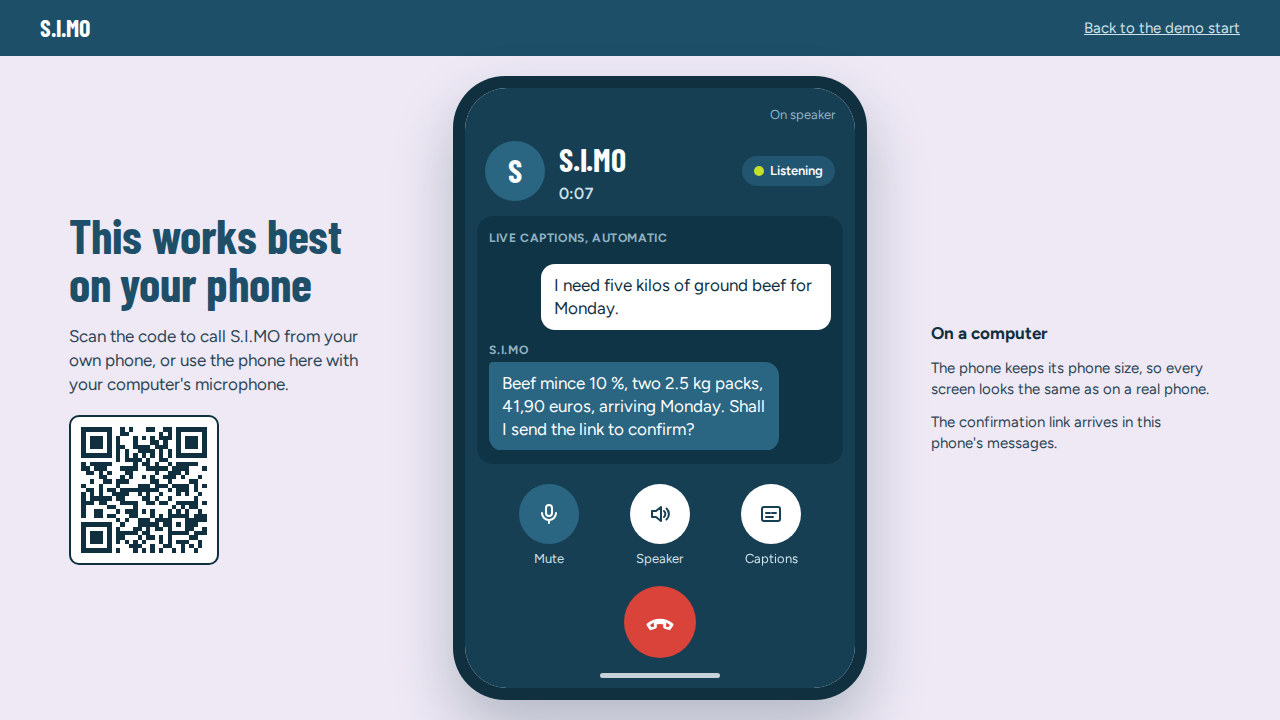 S.I.MO
Back to the demo start
This works best
on your phone
Scan the code to call S.I.MO from your
own phone, or use the phone here with
your computer's microphone.
On speaker
S
S.I.MO
0:07
Listening
LIVE CAPTIONS, AUTOMATIC
I need five kilos of ground beef for
Monday.
S.I.MO
Beef mince 10 %, two 2.5 kg packs,
41,90 euros, arriving Monday. Shall
I send the link to confirm?
Mute
Speaker
Captions
On a computer
The phone keeps its phone size, so every
screen looks the same as on a real phone.
The confirmation link arrives in this
phone's messages.